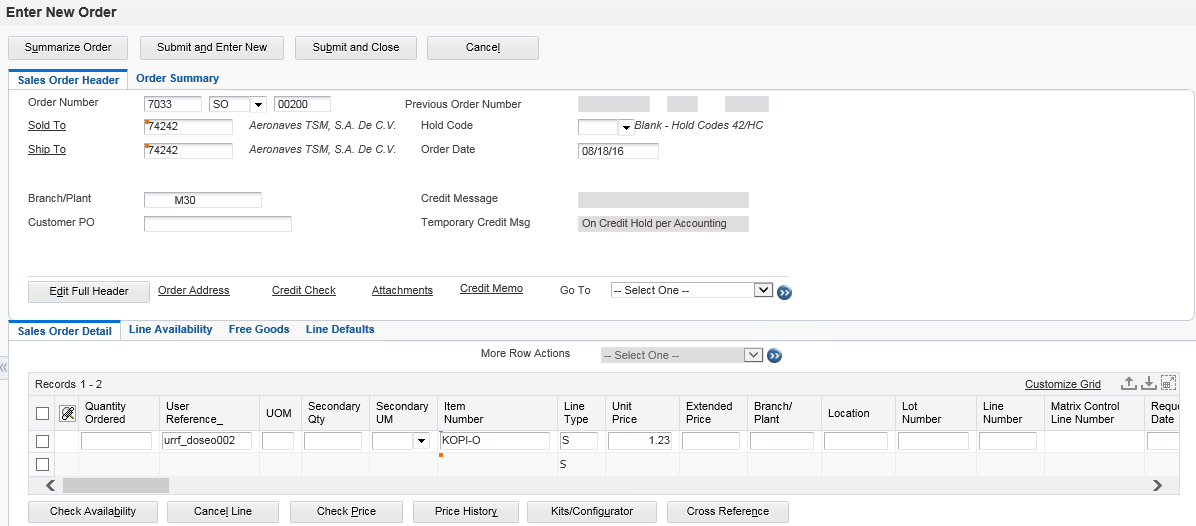 Enter New Order
Summarize Order Submit and Enter New Submit and Close Cancel
Sales Order Header Order Summary
Order Number 7033 SO 00200 Previous Order Number
Sold To 74242 Aeronaves TSM, S.A. De C.V. Hold Code Blank - Hold Codes 42/HC
Ship To 74242 Aeronaves TSM, S.A. De C.V. Order Date 08/18/16
Branch/Plant M30 Credit Message
Customer PO Temporary Credit Msg On Credit Hold per Accounting
Edit Full Header Order Address Credit Check Attachments Credit Memo Go To -- Select One --
Sales Order Detail Line Availability Free Goods Line Defaults
More Row Actions -- Select One --
Records 1 - 2 Customize Grid
Quantity User Secondary Secondary Item Line Unit Extended Branch/ Lot Line Matrix Control Reque
Ordered Reference_ UOM Qty UM Number Type Price Price Plant Location Number Number Line Number Date
urrf_doseo002 KOPI-O S 1.23
S
Check Availability Cancel Line Check Price Price History Kits/Configurator Cross Reference